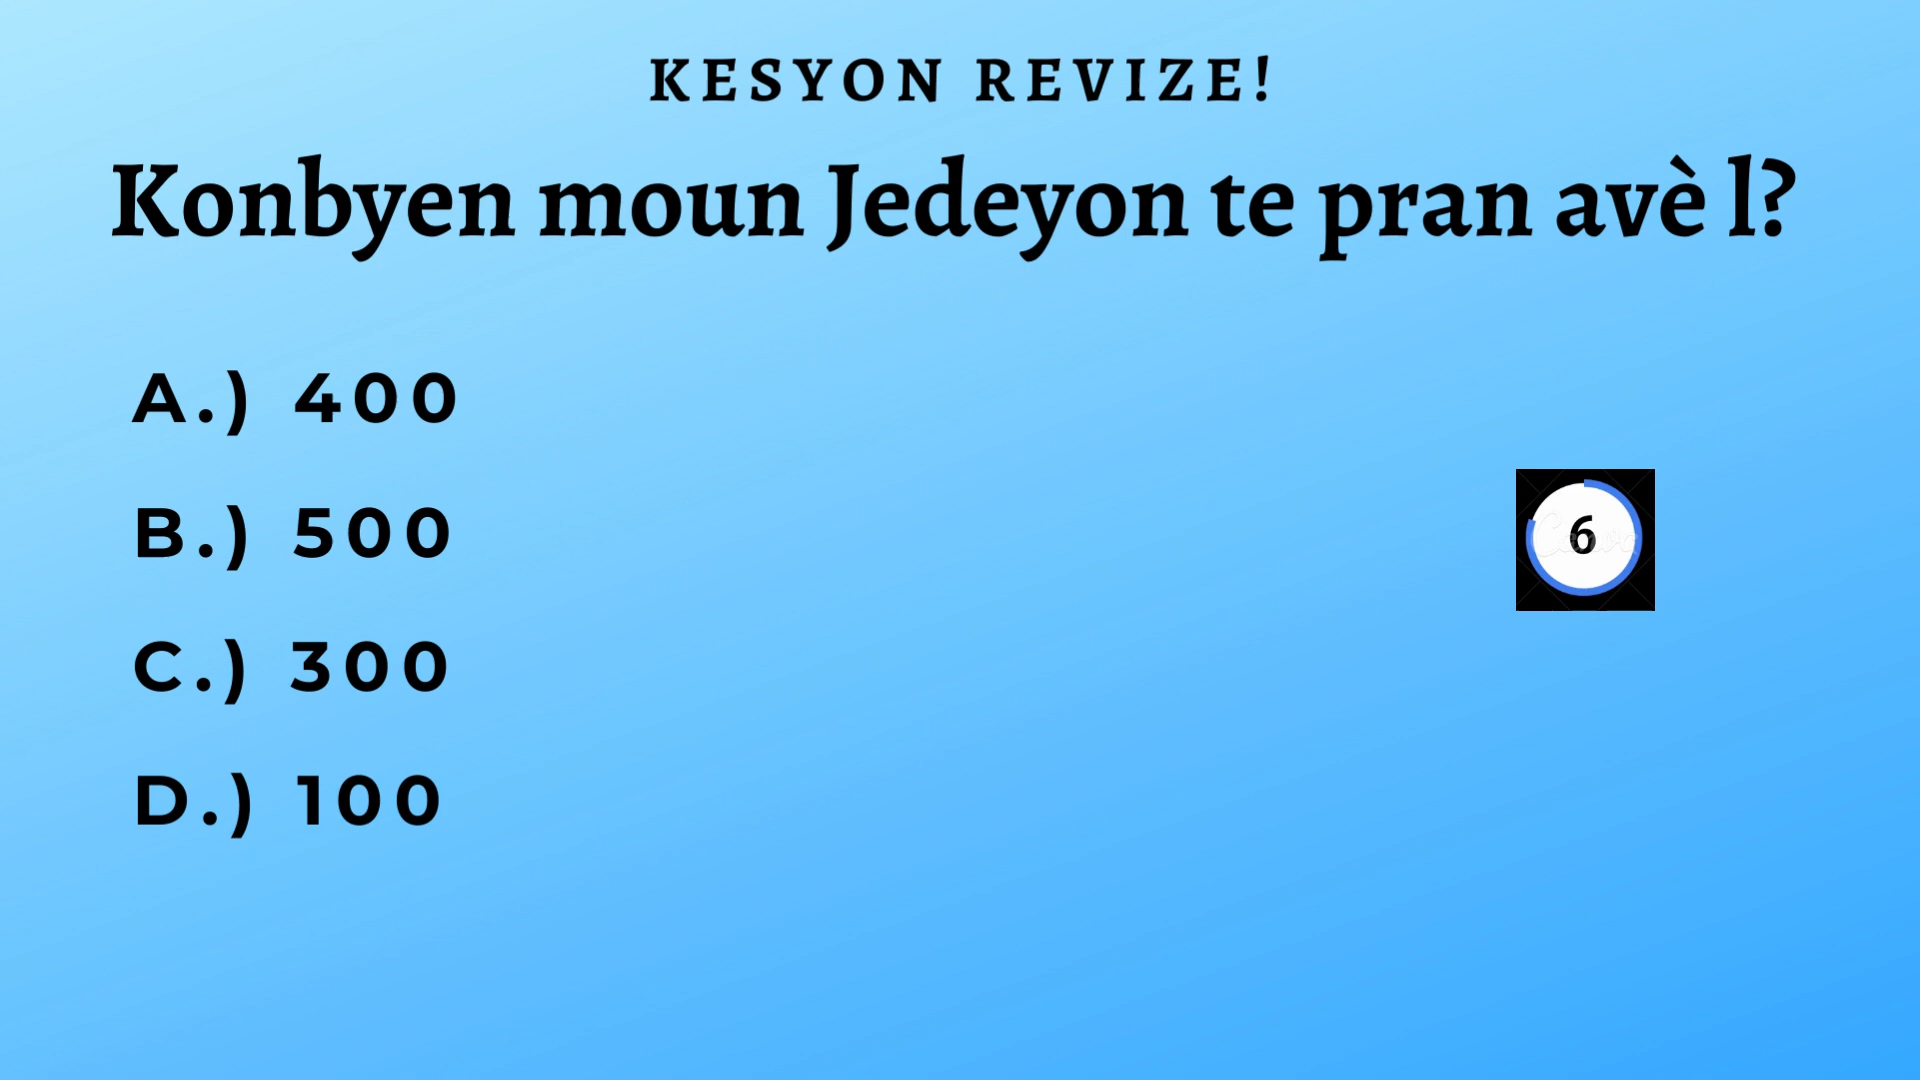 KESYON REVIZE!
Konbyen moun Jedeyon te pran avè l?
A.) 400
B.) 500
C.) 300
D.) 100
6